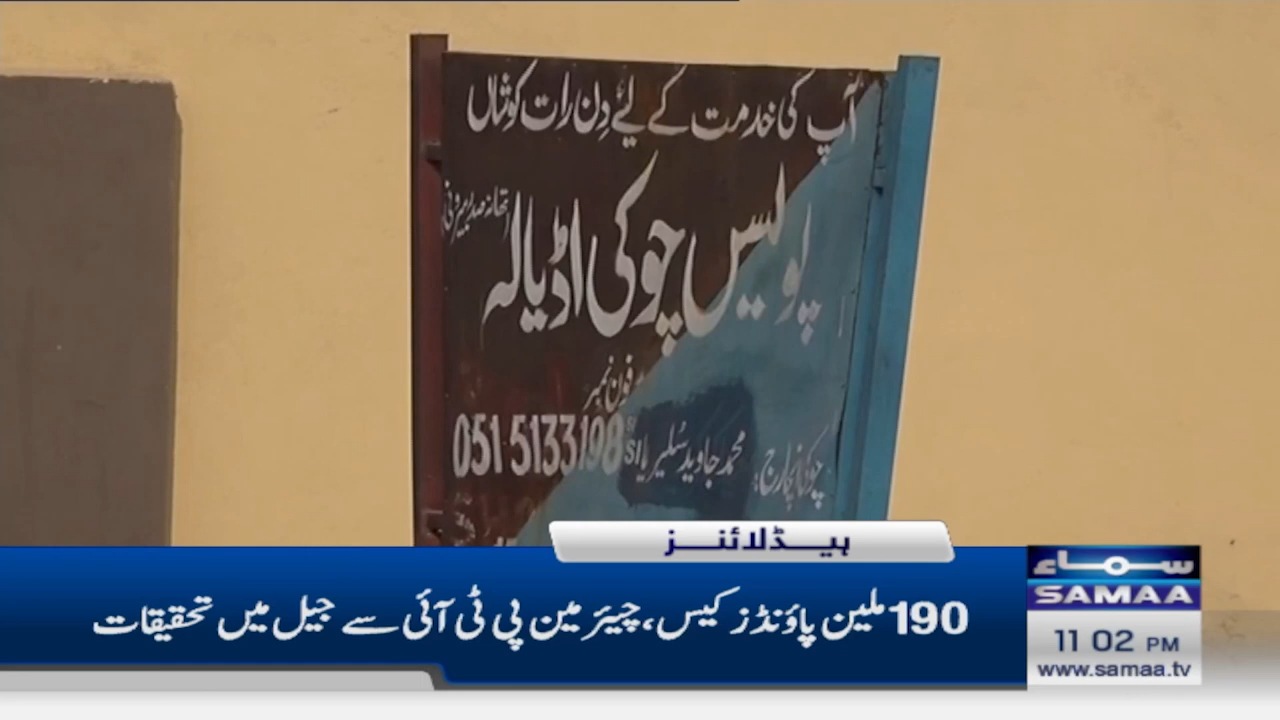 آپ کی خدمت کے لئے دن رات کوشاں
پولیس چوکی اڈیالہ
(تھانہ صدر بیرونی
فون نمبر
051-5133198
چوکی انچارج: محمد جاوید سلہریا SI
ہیڈلائنز
190 ملین پاؤنڈز کیس، چیئرمین پی ٹی آئی سے جیل میں تحقیقات
سماء
SAMAA
11 02 PM
www.samaa.tv